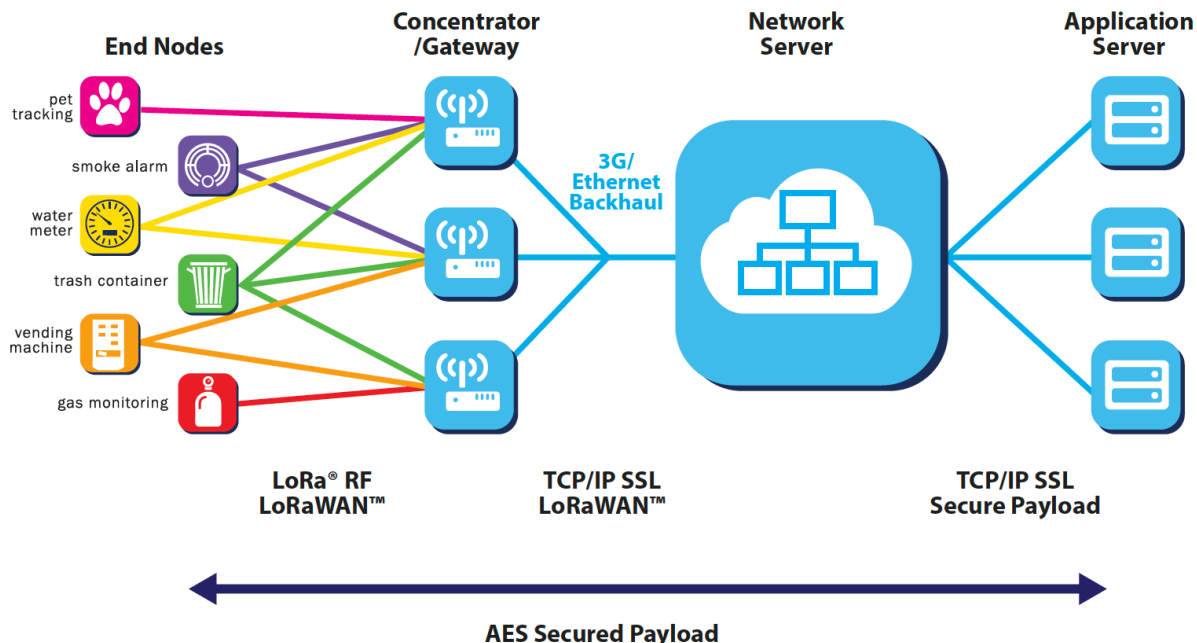 End Nodes
Concentrator
/Gateway
Network
Server
Application
Server
pet
tracking
smoke alarm
water
meter
trash container
vending
machine
gas monitoring
3G/
Ethernet
Backhaul
LoRa® RF
LoRaWAN™
TCP/IP SSL
LoRaWAN™
TCP/IP SSL
Secure Payload
AES Secured Payload